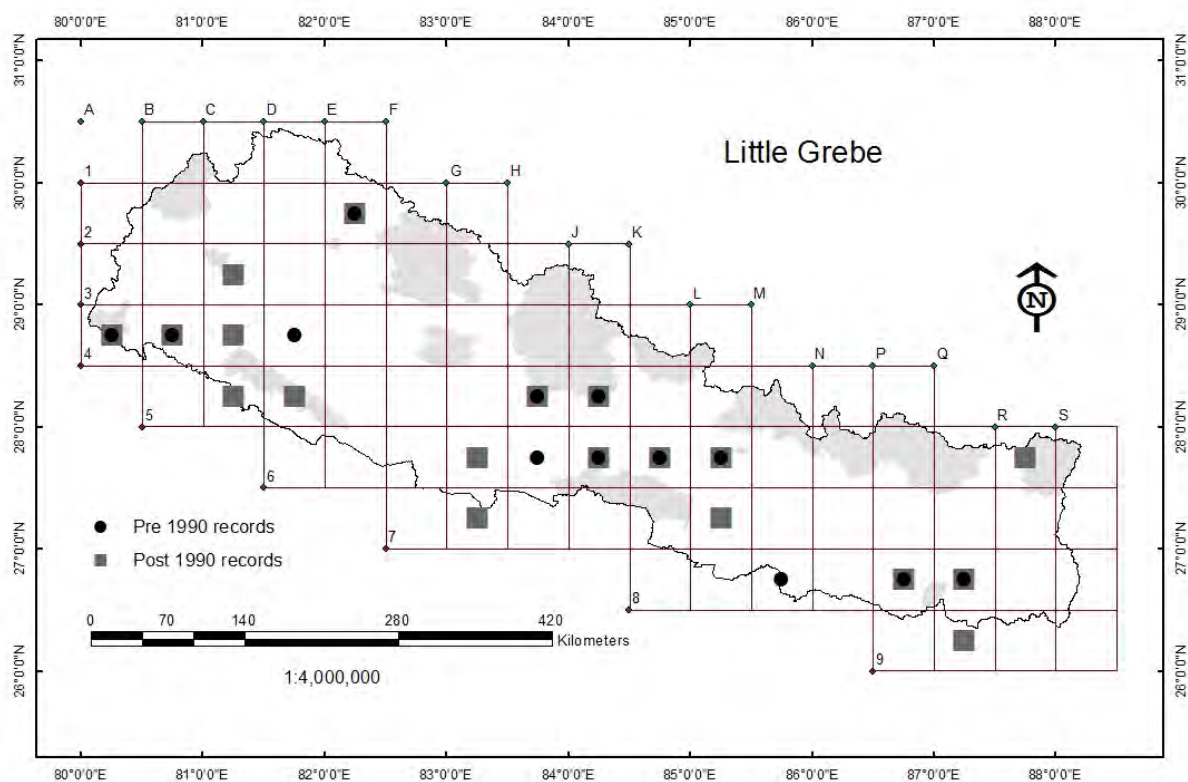 80°0'0"E 81°0'0"E 82°0'0"E 83°0'0"E 84°0'0"E 85°0'0"E 86°0'0"E 87°0'0"E 88°0'0"E
31°0'0"N 31°0'0"N
A B C D E F
Little Grebe
30°0'0"N 1 G H 30°0'0"N
2 J K
29°0'0"N 3 L M N 29°0'0"N
4 N P Q
28°0'0"N 5 R S 28°0'0"N
6
Pre 1990 records
27°0'0"N Post 1990 records 7 27°0'0"N
8
0 70 140 280 420
Kilometers
1:4,000,000
26°0'0"N 9 26°0'0"N
80°0'0"E 81°0'0"E 82°0'0"E 83°0'0"E 84°0'0"E 85°0'0"E 86°0'0"E 87°0'0"E 88°0'0"E